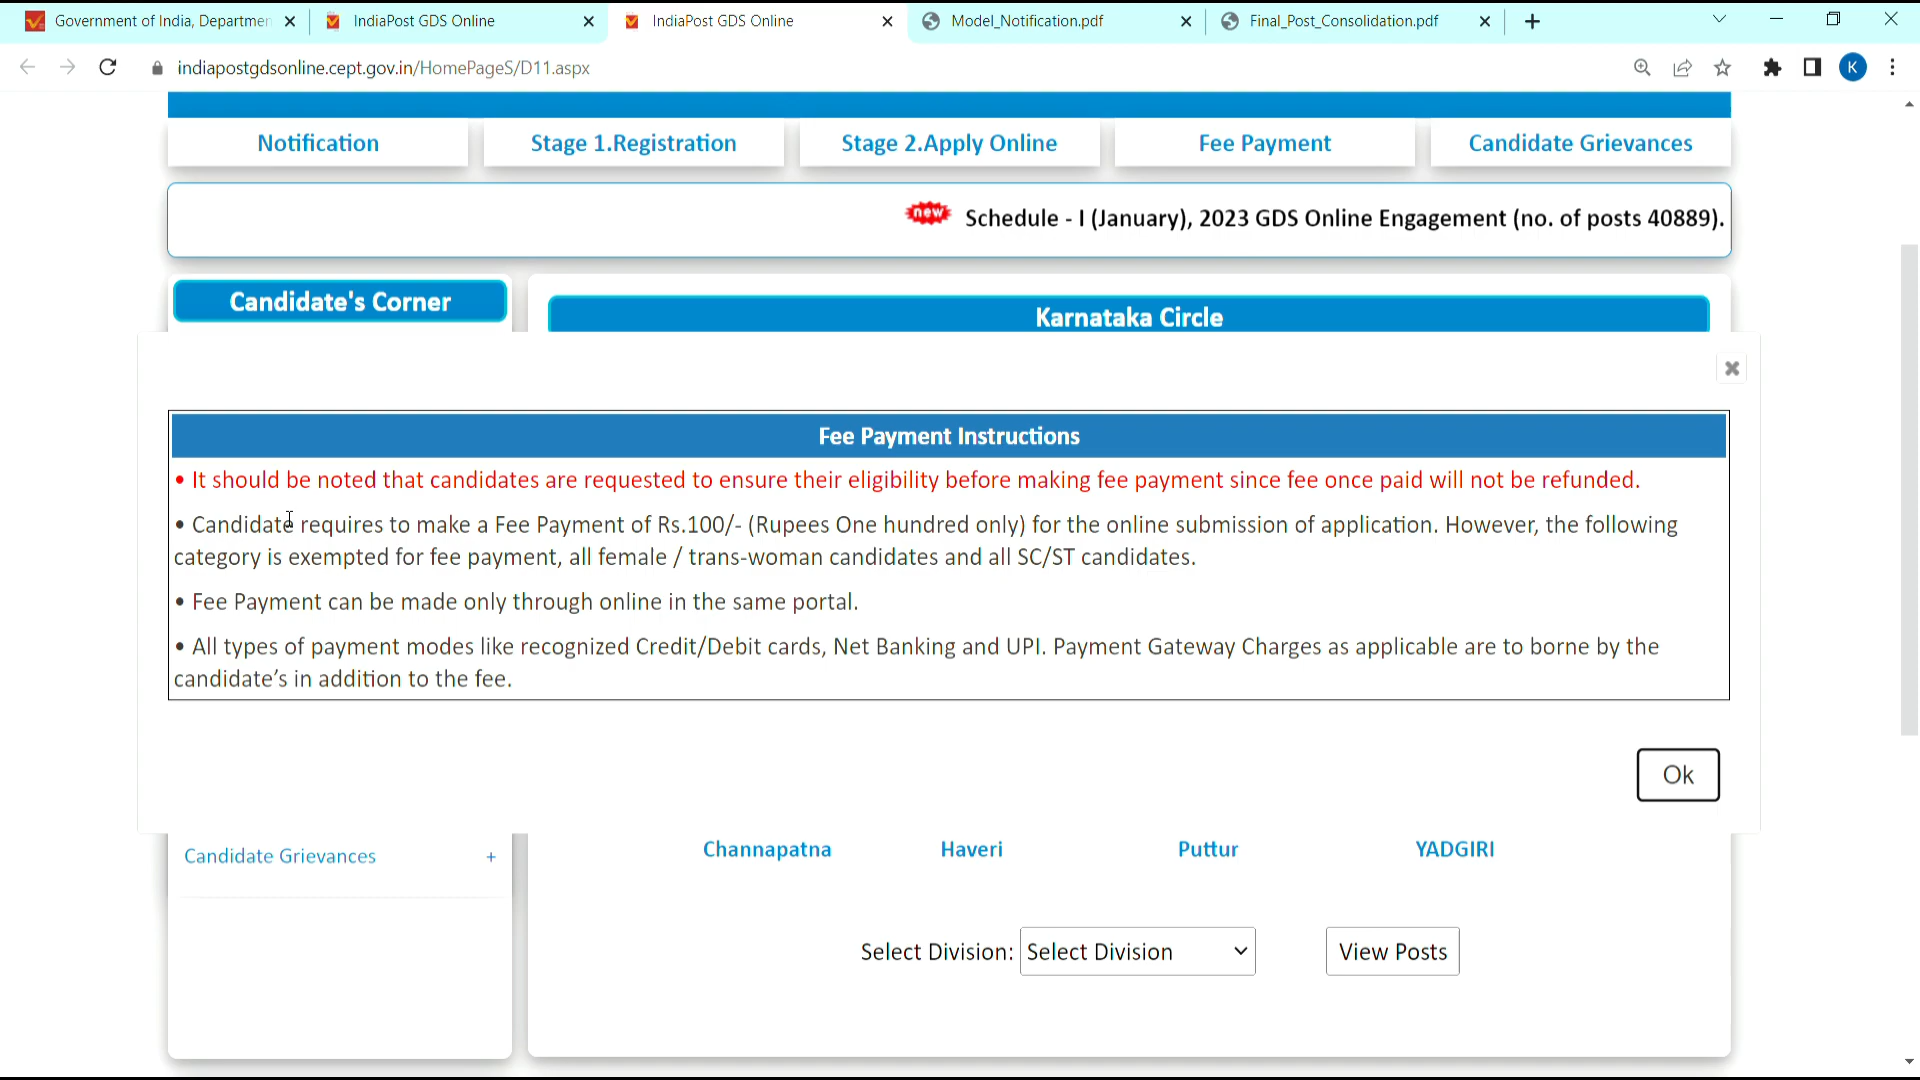 Government of India, Departmen
IndiaPost GDS Online
IndiaPost GDS Online
Model_Notification.pdf
Final_Post_Consolidation.pdf
indiapostgdsonline.cept.gov.in/HomePageS/D11.aspx
K
Notification
Stage 1.Registration
Stage 2.Apply Online
Fee Payment
Candidate Grievances
new Schedule - I (January), 2023 GDS Online Engagement (no. of posts 40889).
Candidate's Corner
Karnataka Circle
Fee Payment Instructions
• It should be noted that candidates are requested to ensure their eligibility before making fee payment since fee once paid will not be refunded.
• Candidate requires to make a Fee Payment of Rs.100/- (Rupees One hundred only) for the online submission of application. However, the following
category is exempted for fee payment, all female / trans-woman candidates and all SC/ST candidates.
• Fee Payment can be made only through online in the same portal.
• All types of payment modes like recognized Credit/Debit cards, Net Banking and UPI. Payment Gateway Charges as applicable are to borne by the
candidate’s in addition to the fee.
Ok
Candidate Grievances +
Channapatna
Haveri
Puttur
YADGIRI
Select Division: Select Division
View Posts